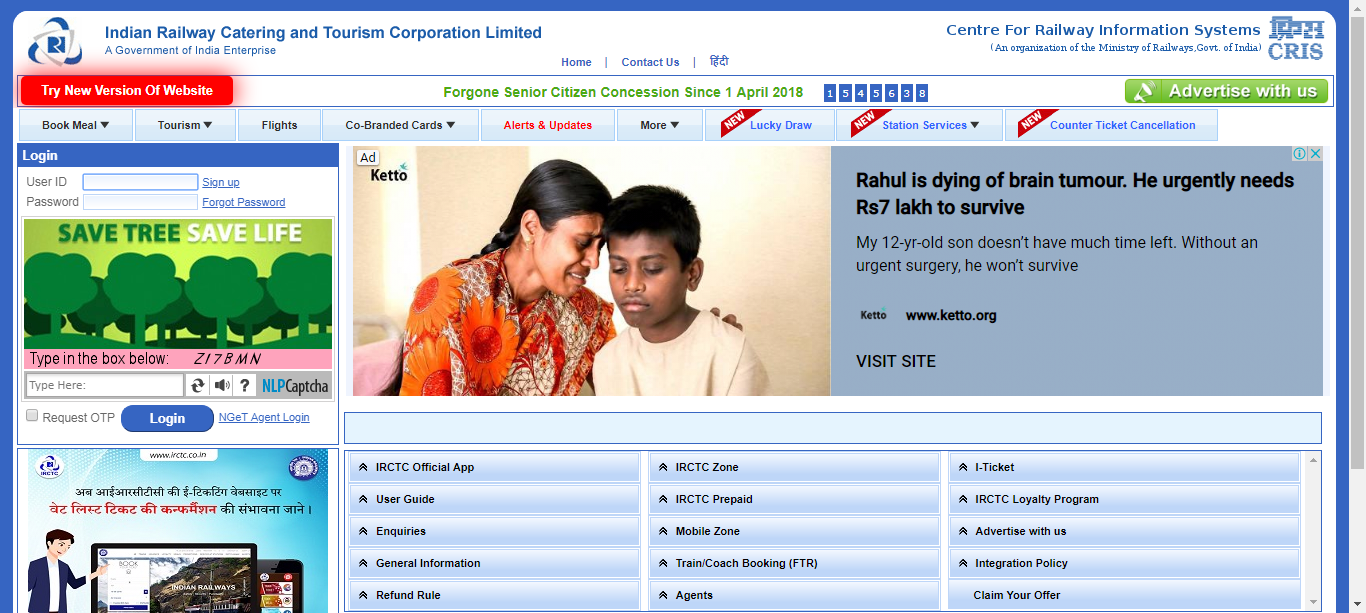 Indian Railway Catering and Tourism Corporation Limited
A Government of India Enterprise
Home | Contact Us | हिंदी
Centre For Railway Information Systems
(An organization of the Ministry of Railways,Govt. of India)
CRIS
Try New Version Of Website
Forgone Senior Citizen Concession Since 1 April 2018 1 5 4 5 6 3 8
Advertise with us
Book Meal Tourism Flights Co-Branded Cards Alerts & Updates More NEW Lucky Draw NEW Station Services NEW Counter Ticket Cancellation
Login
User ID Sign up
Password Forgot Password
SAVE TREE SAVE LIFE
Type in the box below: Z17BMN
Type Here: ? NLPCaptcha
Request OTP Login NGeT Agent Login
Ad
Ketto
Rahul is dying of brain tumour. He urgently needs
Rs7 lakh to survive
My 12-yr-old son doesn't have much time left. Without an
urgent surgery, he won't survive
Ketto www.ketto.org
VISIT SITE
www.irctc.co.in
IRCTC
अब आईआरसीटीसी की ई-टिकटिंग वेबसाइट पर
वेट लिस्ट टिकट की कन्फर्मेशन की संभावना जाने।
BOOK
INDIAN RAILWAYS
IRCTC Official App IRCTC Zone I-Ticket
User Guide IRCTC Prepaid IRCTC Loyalty Program
Enquiries Mobile Zone Advertise with us
General Information Train/Coach Booking (FTR) Integration Policy
Refund Rule Agents Claim Your Offer